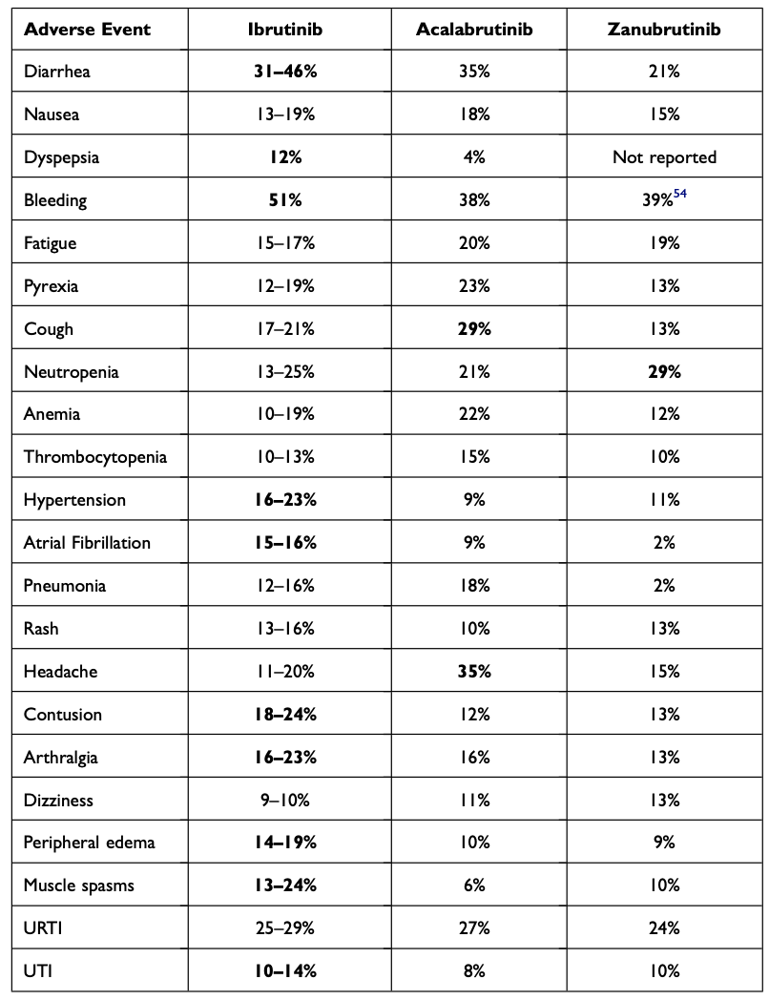 Adverse Event Ibrutinib Acalabrutinib Zanubrutinib
Diarrhea 31–46% 35% 21%
Nausea 13–19% 18% 15%
Dyspepsia 12% 4% Not reported
Bleeding 51% 38% 39%54
Fatigue 15–17% 20% 19%
Pyrexia 12–19% 23% 13%
Cough 17–21% 29% 13%
Neutropenia 13–25% 21% 29%
Anemia 10–19% 22% 12%
Thrombocytopenia 10–13% 15% 10%
Hypertension 16–23% 9% 11%
Atrial Fibrillation 15–16% 9% 2%
Pneumonia 12–16% 18% 2%
Rash 13–16% 10% 13%
Headache 11–20% 35% 15%
Contusion 18–24% 12% 13%
Arthralgia 16–23% 16% 13%
Dizziness 9–10% 11% 13%
Peripheral edema 14–19% 10% 9%
Muscle spasms 13–24% 6% 10%
URTI 25–29% 27% 24%
UTI 10–14% 8% 10%